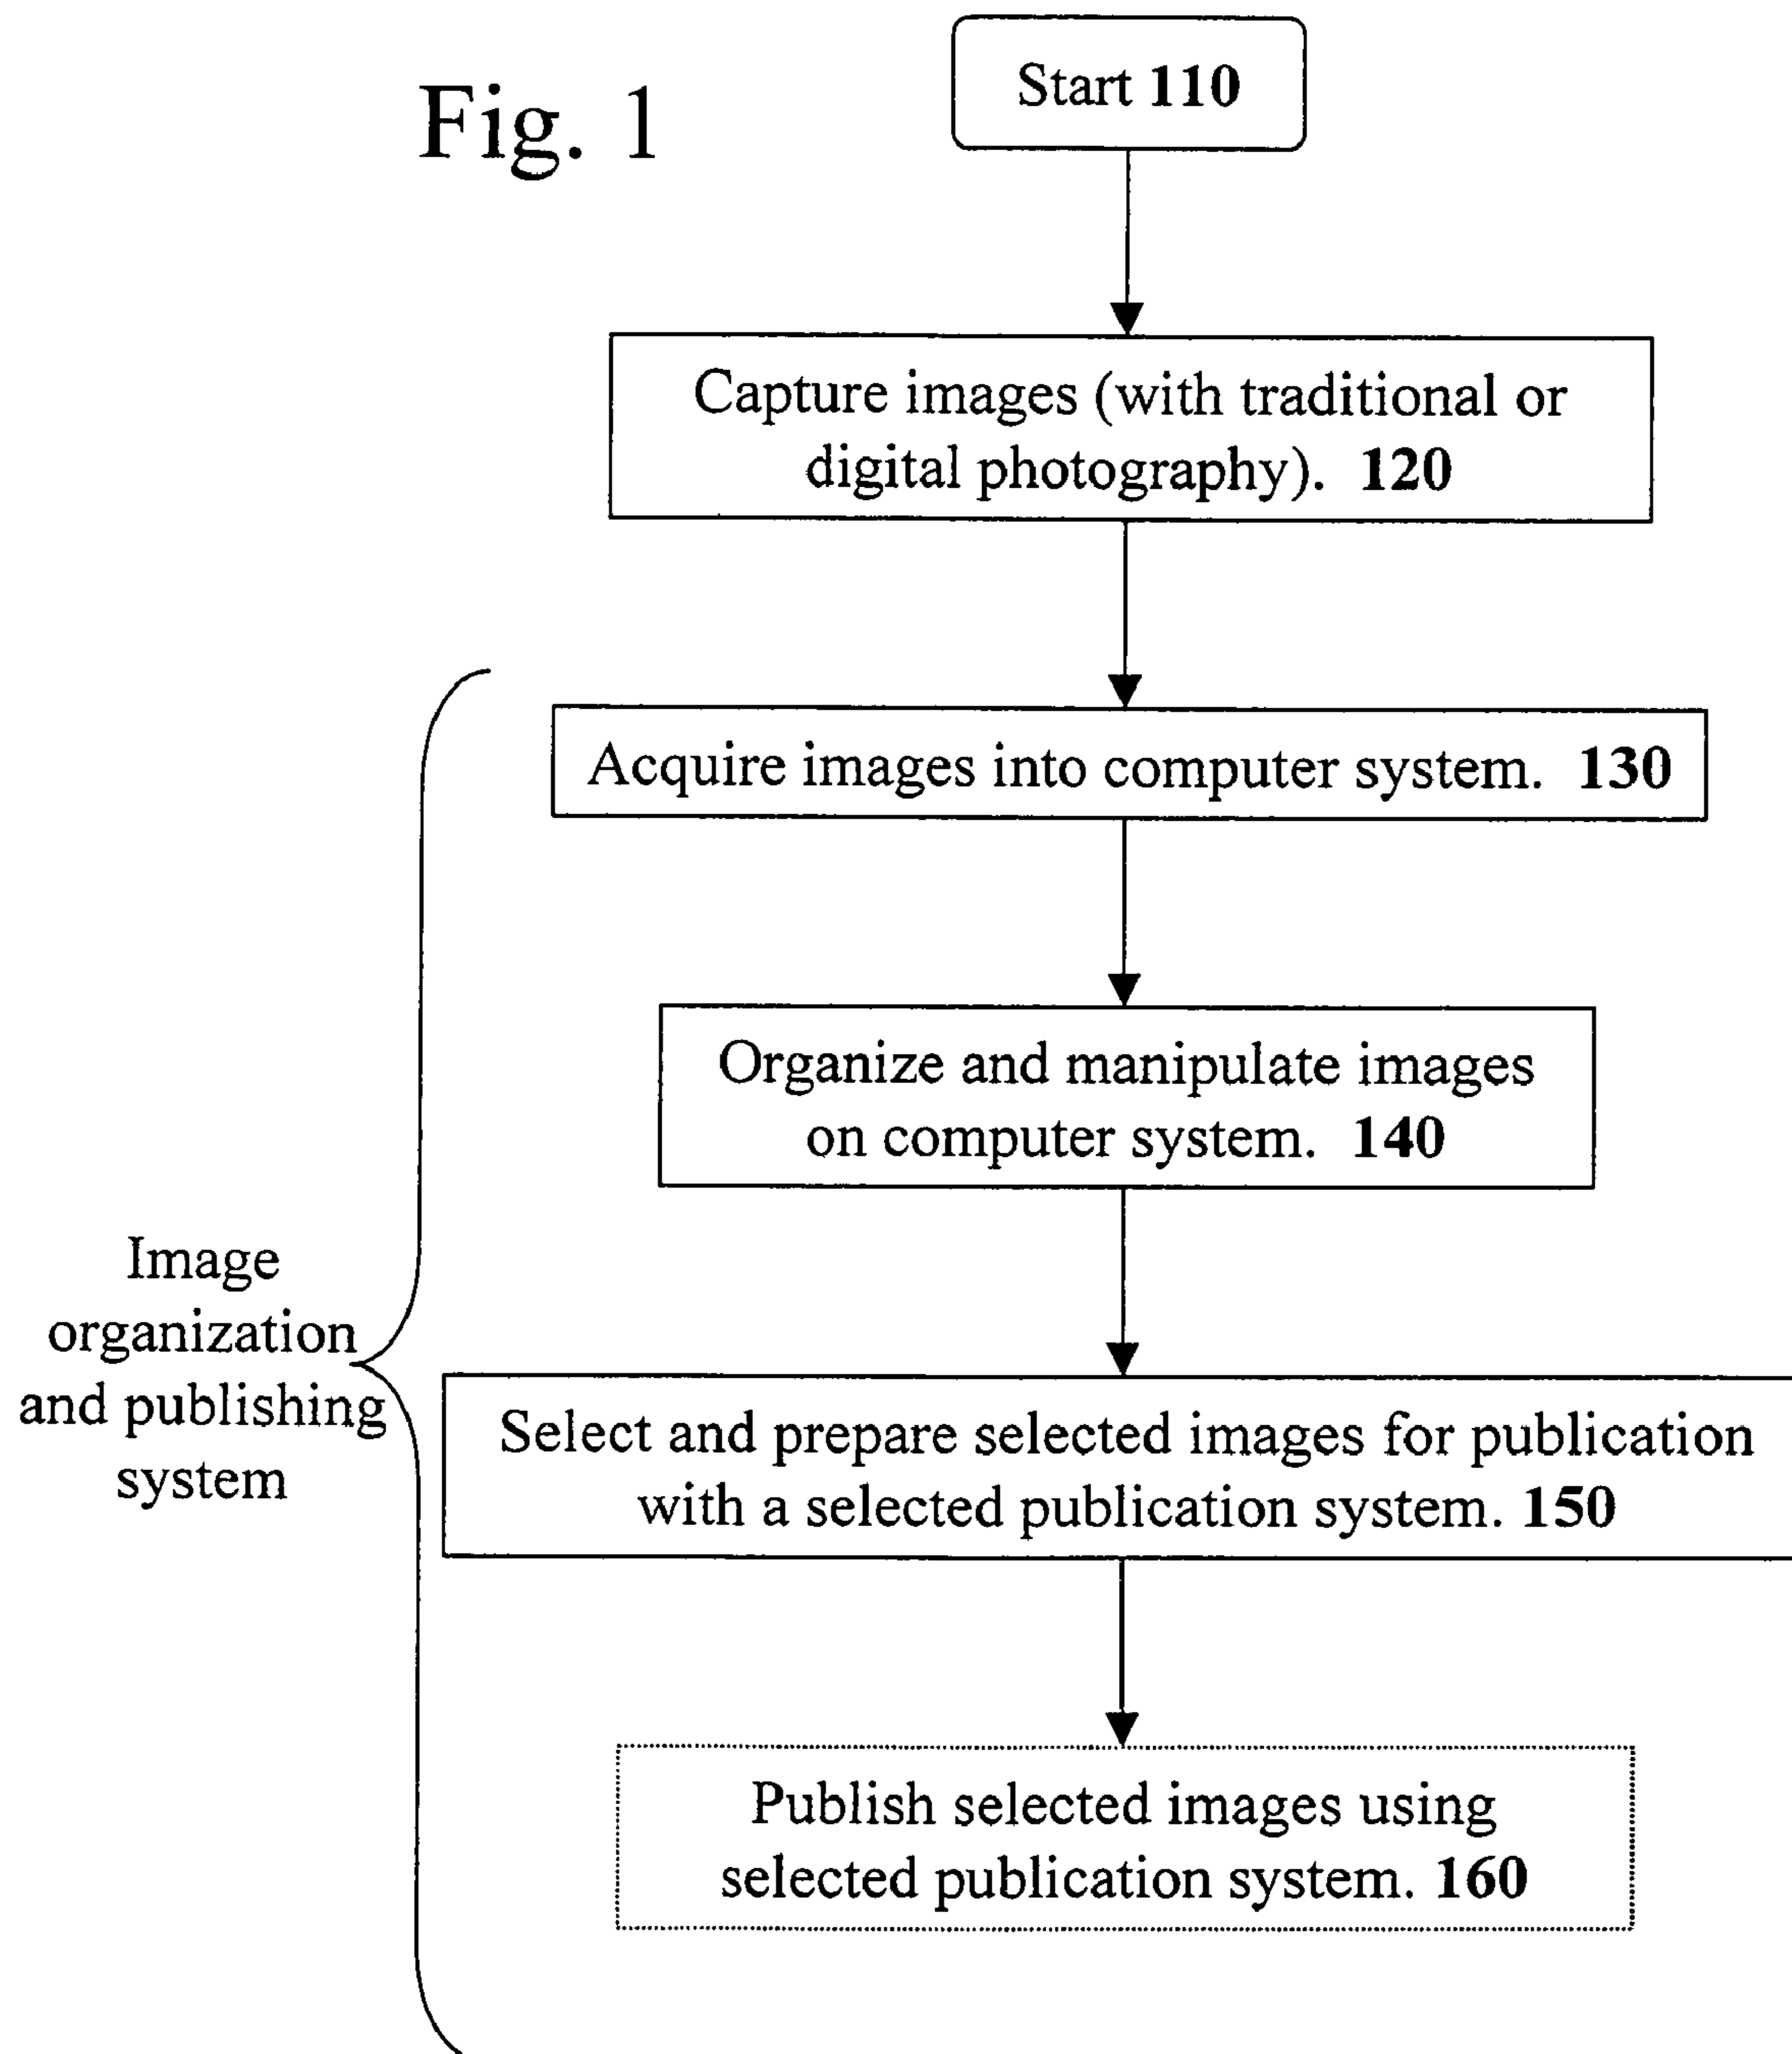 Fig. 1
Start 110
Capture images (with traditional or
digital photography). 120
Acquire images into computer system. 130
Organize and manipulate images
on computer system. 140
Image
organization
and publishing
system
Select and prepare selected images for publication
with a selected publication system. 150
Publish selected images using
selected publication system. 160